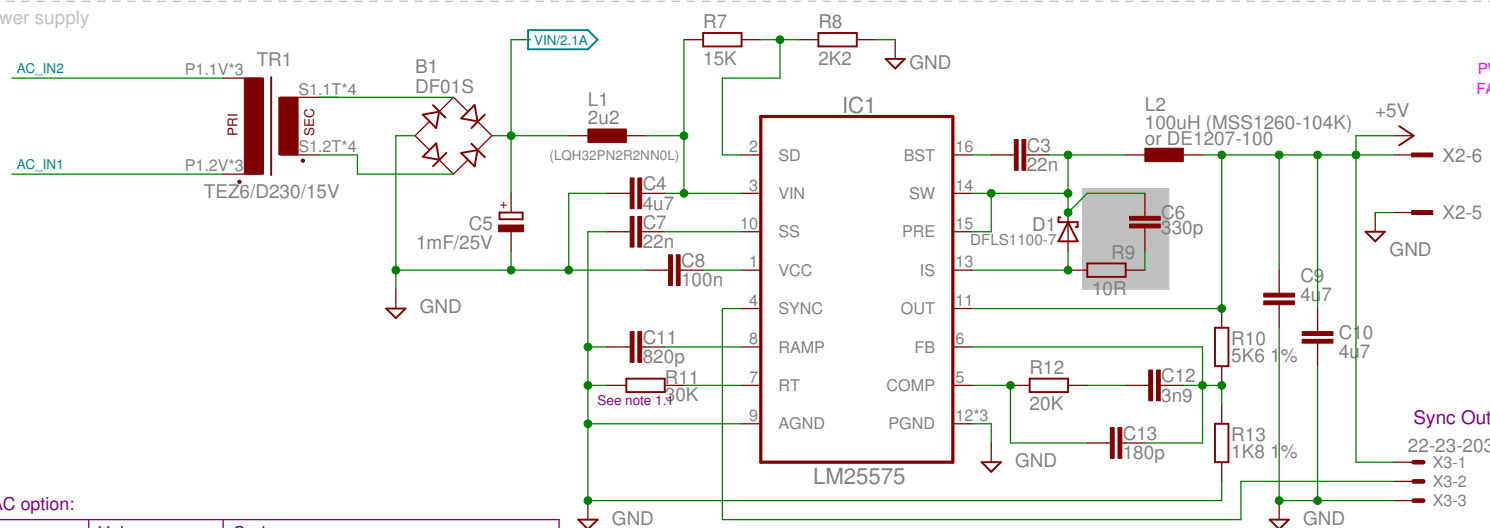 wer supply
AC_IN2
P1.1V*3
TR1
S1.1T*4
PRI
SEC
S1.2T*4
AC_IN1
P1.2V*3
TEZ6/D230/15V
B1
DF01S
VIN/2.1A
L1
2u2
(LQH32PN2R2NN0L)
R7
15K
R8
2K2
GND
C5
+
1mF/25V
GND
C4
4u7
C7
22n
C8
100n
C11
820p
R11
30K
See note 1.1
GND
IC1
2 SD
3 VIN
10 SS
1 VCC
4 SYNC
8 RAMP
7 RT
9 AGND
BST 16
SW 14
PRE 15
IS 13
OUT 11
FB 6
COMP 5
PGND 12*3
LM25575
GND
C3
22n
D1
DFLS1100-7
C6
330p
R9
10R
L2
100uH (MSS1260-104K)
or DE1207-100
R12
20K
C12
3n9
C13
180p
R10
5K6 1%
R13
1K8 1%
C9
4u7
C10
4u7
GND
+5V
X2-6
X2-5
GND
Sync Out
22-23-203
X3-1
X3-2
X3-3
AC option: